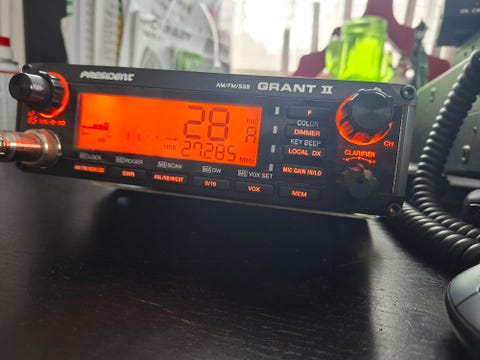 PRESIDENT
AM/FM/SSB GRANT II
28
A
USB 27.285 MHz
F
COLOR
DIMMER
KEY BEEP
LOCAL DX
MIC GAIN HI/LO
CH
CLARIFIER
LOCK ROGER SCAN DW VOX SET
SWR
9/19 VOX MEM